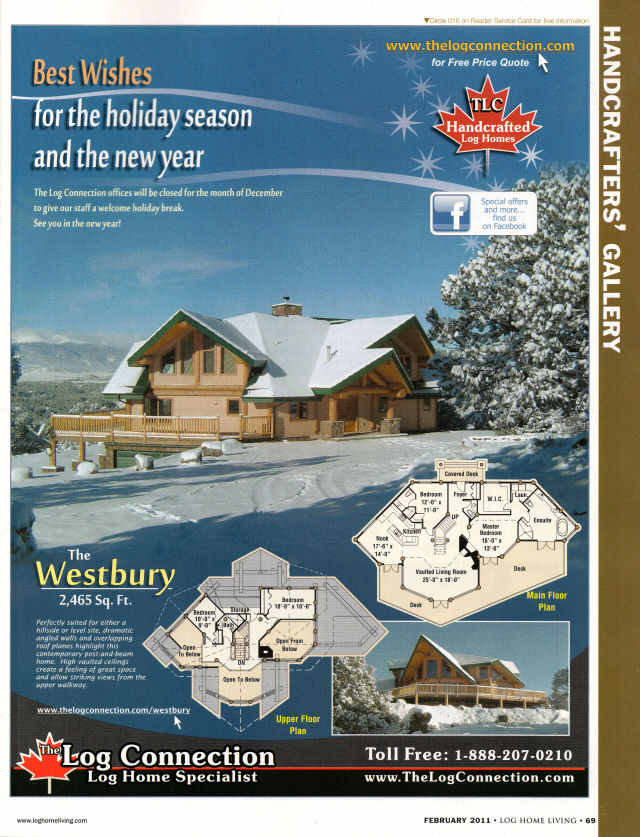 ▼Circle 016 on Reader Service Card for free information
www.thelogconnection.com
for Free Price Quote
Best Wishes
for the holiday season
and the new year
TLC
Handcrafted
Log Homes
The Log Connection offices will be closed for the month of December
to give our staff a welcome holiday break.
See you in the new year!
Special offers
and more...
find us
on Facebook
HANDCRAFTERS' GALLERY
Covered Deck
Bedroom
12'-0" x
11'-0"
Foyer
W.I.C.
Laun.
UP
Kitchen
Ensuite
Nook
17'-6" x
14'-0"
Master
Bedroom
16'-0" x
13'-0"
Vaulted Living Room
25'-0" x 18'-0"
Deck
Deck
Main Floor
Plan
The
Westbury
2,465 Sq. Ft.
Perfectly suited for either a
hillside or level site, dramatic
angled walls and overlapping
roof planes highlight this
contemporary post-and-beam
home. High vaulted ceilings
create a feeling of great space
and allow striking views from the
upper walkway.
www.thelogconnection.com/westbury
Bedroom
18'-0" x 10'-0"
Storage
Bedroom
Bath
Open
To Below
Open From
Below
DN
Open To Below
Upper Floor
Plan
The Log Connection
Log Home Specialist
Toll Free: 1-888-207-0210
www.TheLogConnection.com
www.loghomeliving.com
FEBRUARY 2011 • LOG HOME LIVING • 69